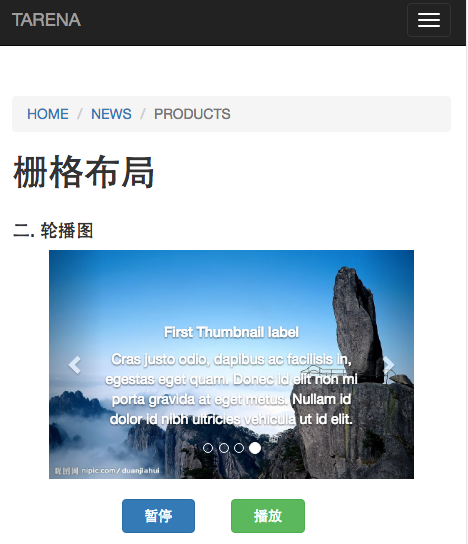 TARENA
HOME / NEWS / PRODUCTS
栅格布局
二. 轮播图
First Thumbnail label
Cras justo odio, dapibus ac facilisis in,
egestas eget quam. Donec id elit non mi
porta gravida at eget metus. Nullam id
dolor id nibh ultricies vehicula ut id elit.
昵图网 nipic.com/duanjiahui
暂停 播放